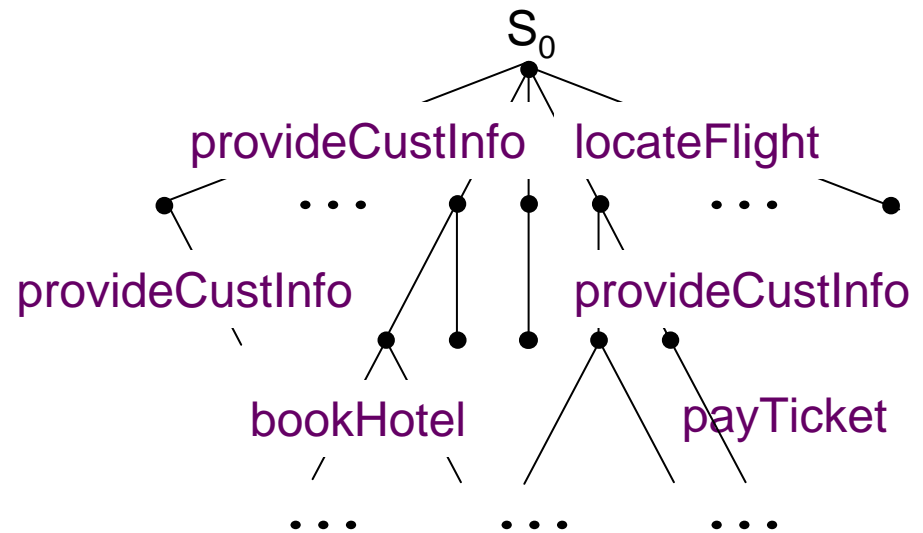 S0
provideCustInfo locateFlight
. . . . . .
provideCustInfo provideCustInfo
bookHotel payTicket
. . . . . . . . .